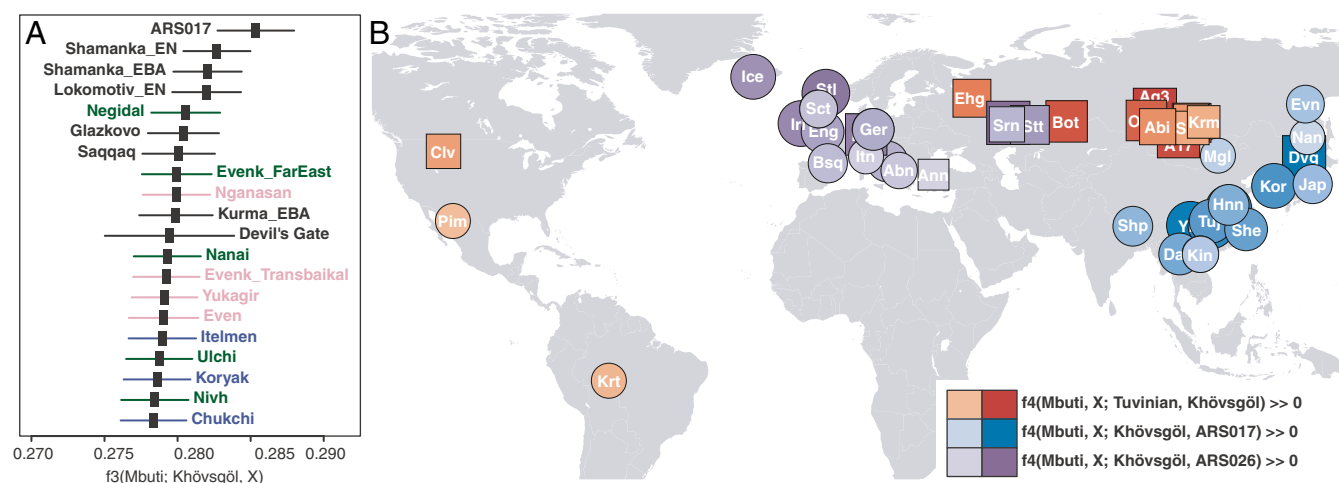 A
ARS017
Shamanka_EN
Shamanka_EBA
Lokomotiv_EN
Negidal
Glazkovo
Saqqaq
Evenk_FarEast
Nganasan
Kurma_EBA
Devil's Gate
Nanai
Evenk_Transbaikal
Yukagir
Even
Itelmen
Ulchi
Koryak
Nivh
Chukchi
0.270 0.275 0.280 0.285 0.290
f3(Mbuti; Khövsgöl, X)
B
Ice
Stl
Sct
Eng
Ger
Bsq
Itn
Abn
Ann
Ehg
Srn
Stt
Bot
Ag3
Abi
Krm
A17
Mgl
Evn
Nan
Dvq
Jap
Kor
Hnn
Tuj
She
Shp
Da
Kin
Clv
Pim
Krt
f4(Mbuti, X; Tuvinian, Khövsgöl) >> 0
f4(Mbuti, X; Khövsgöl, ARS017) >> 0
f4(Mbuti, X; Khövsgöl, ARS026) >> 0